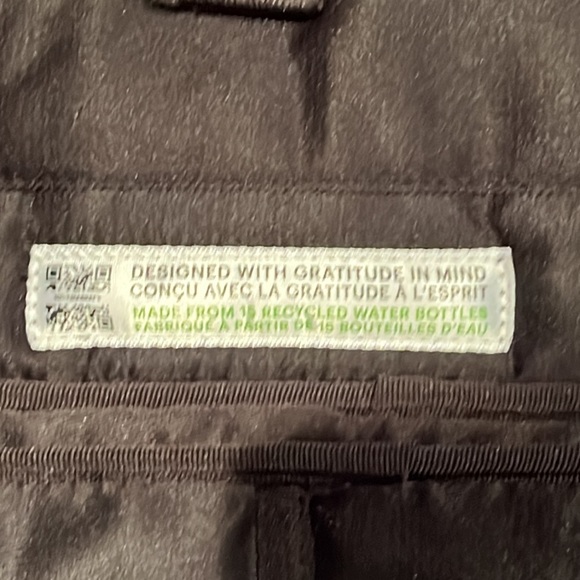 DESIGNED WITH GRATITUDE IN MIND
CONÇU AVEC LA GRATITUDE À L'ESPRIT
MADE FROM 15 RECYCLED WATER BOTTLES
FABRIQUÉ À PARTIR DE 15 BOUTEILLES D'EAU